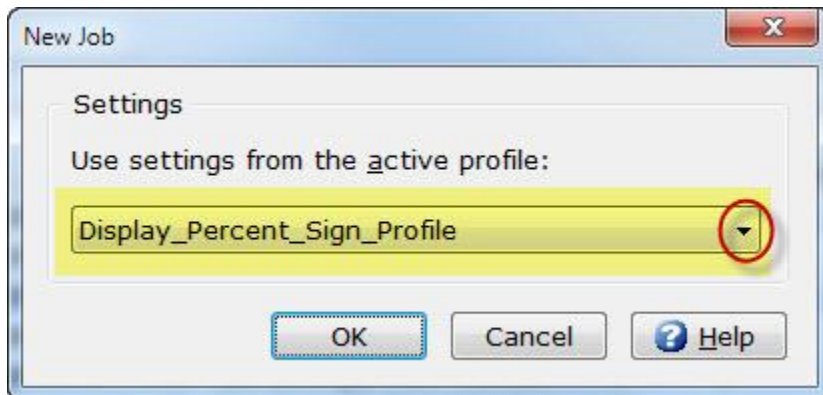 New Job
Settings
Use settings from the active profile:
Display_Percent_Sign_Profile
OK Cancel Help